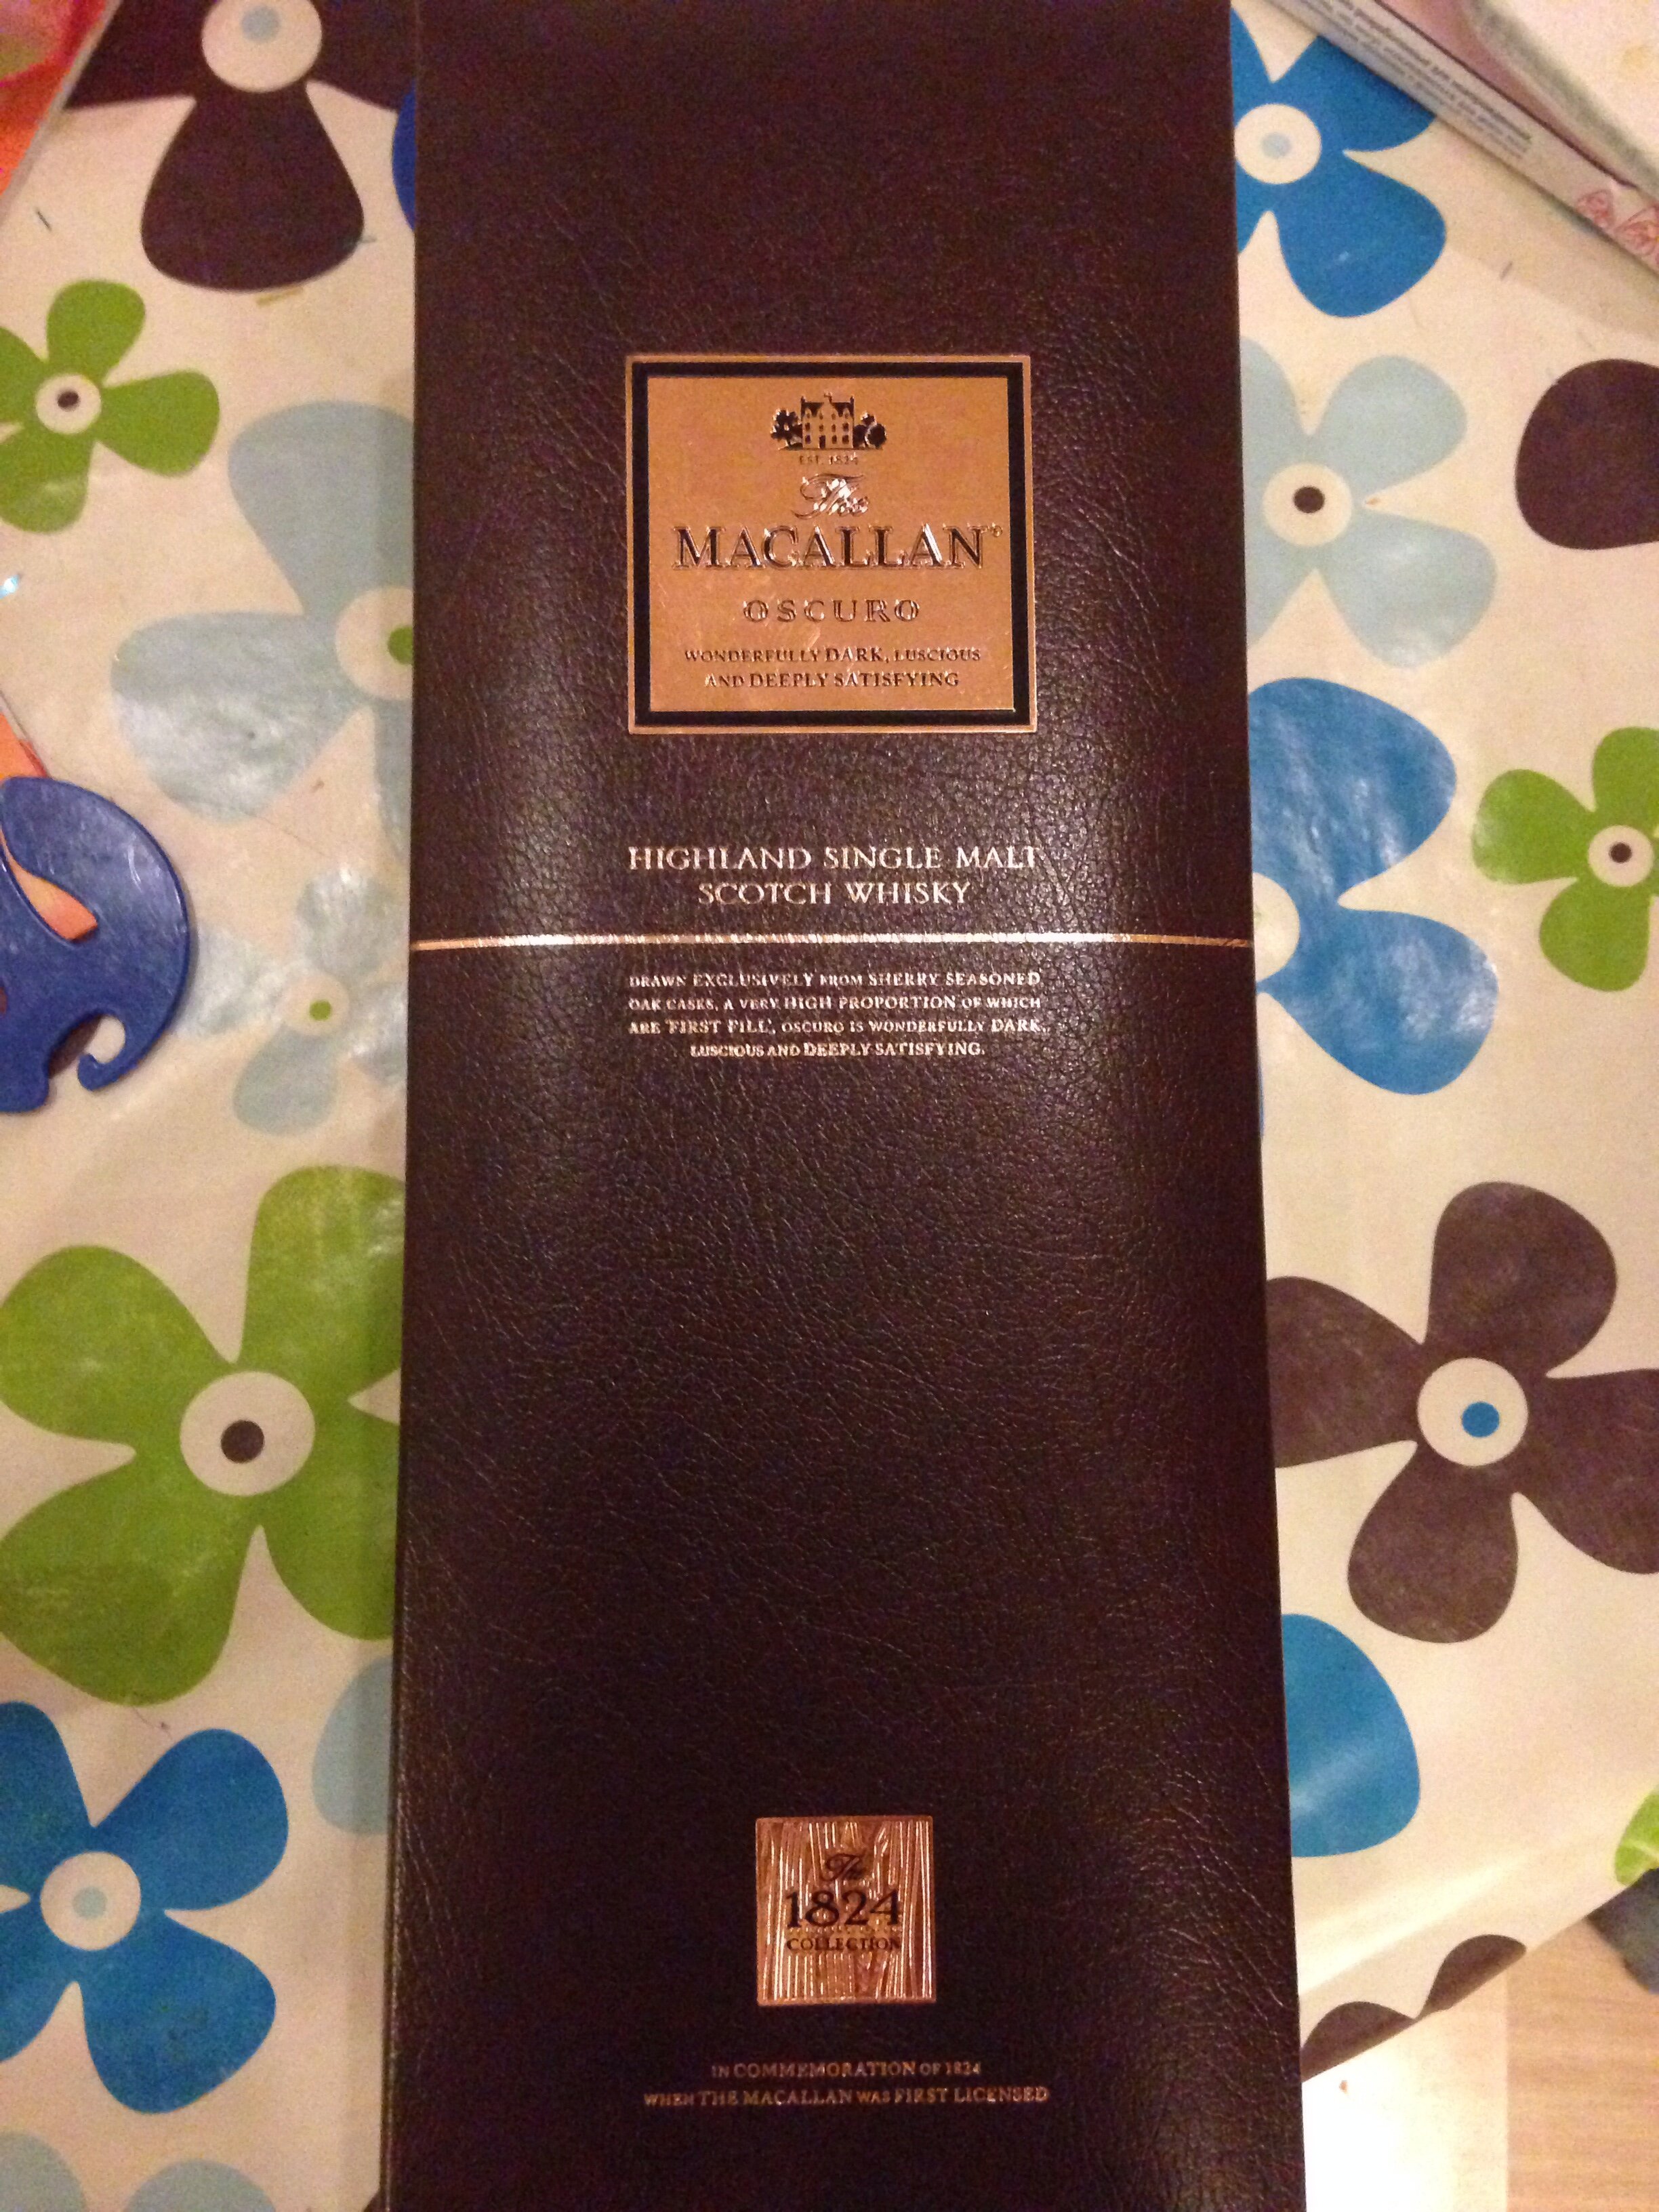 EST. 1824
The
MACALLAN®
OSCURO
WONDERFULLY DARK, LUSCIOUS
AND DEEPLY SATISFYING
HIGHLAND SINGLE MALT
SCOTCH WHISKY
DRAWN EXCLUSIVELY FROM SHERRY SEASONED
OAK CASKS, A VERY HIGH PROPORTION OF WHICH
ARE 'FIRST FILL', OSCURO IS WONDERFULLY DARK,
LUSCIOUS AND DEEPLY SATISFYING.
The
1824
COLLECTION
IN COMMEMORATION OF 1824
WHEN THE MACALLAN WAS FIRST LICENSED